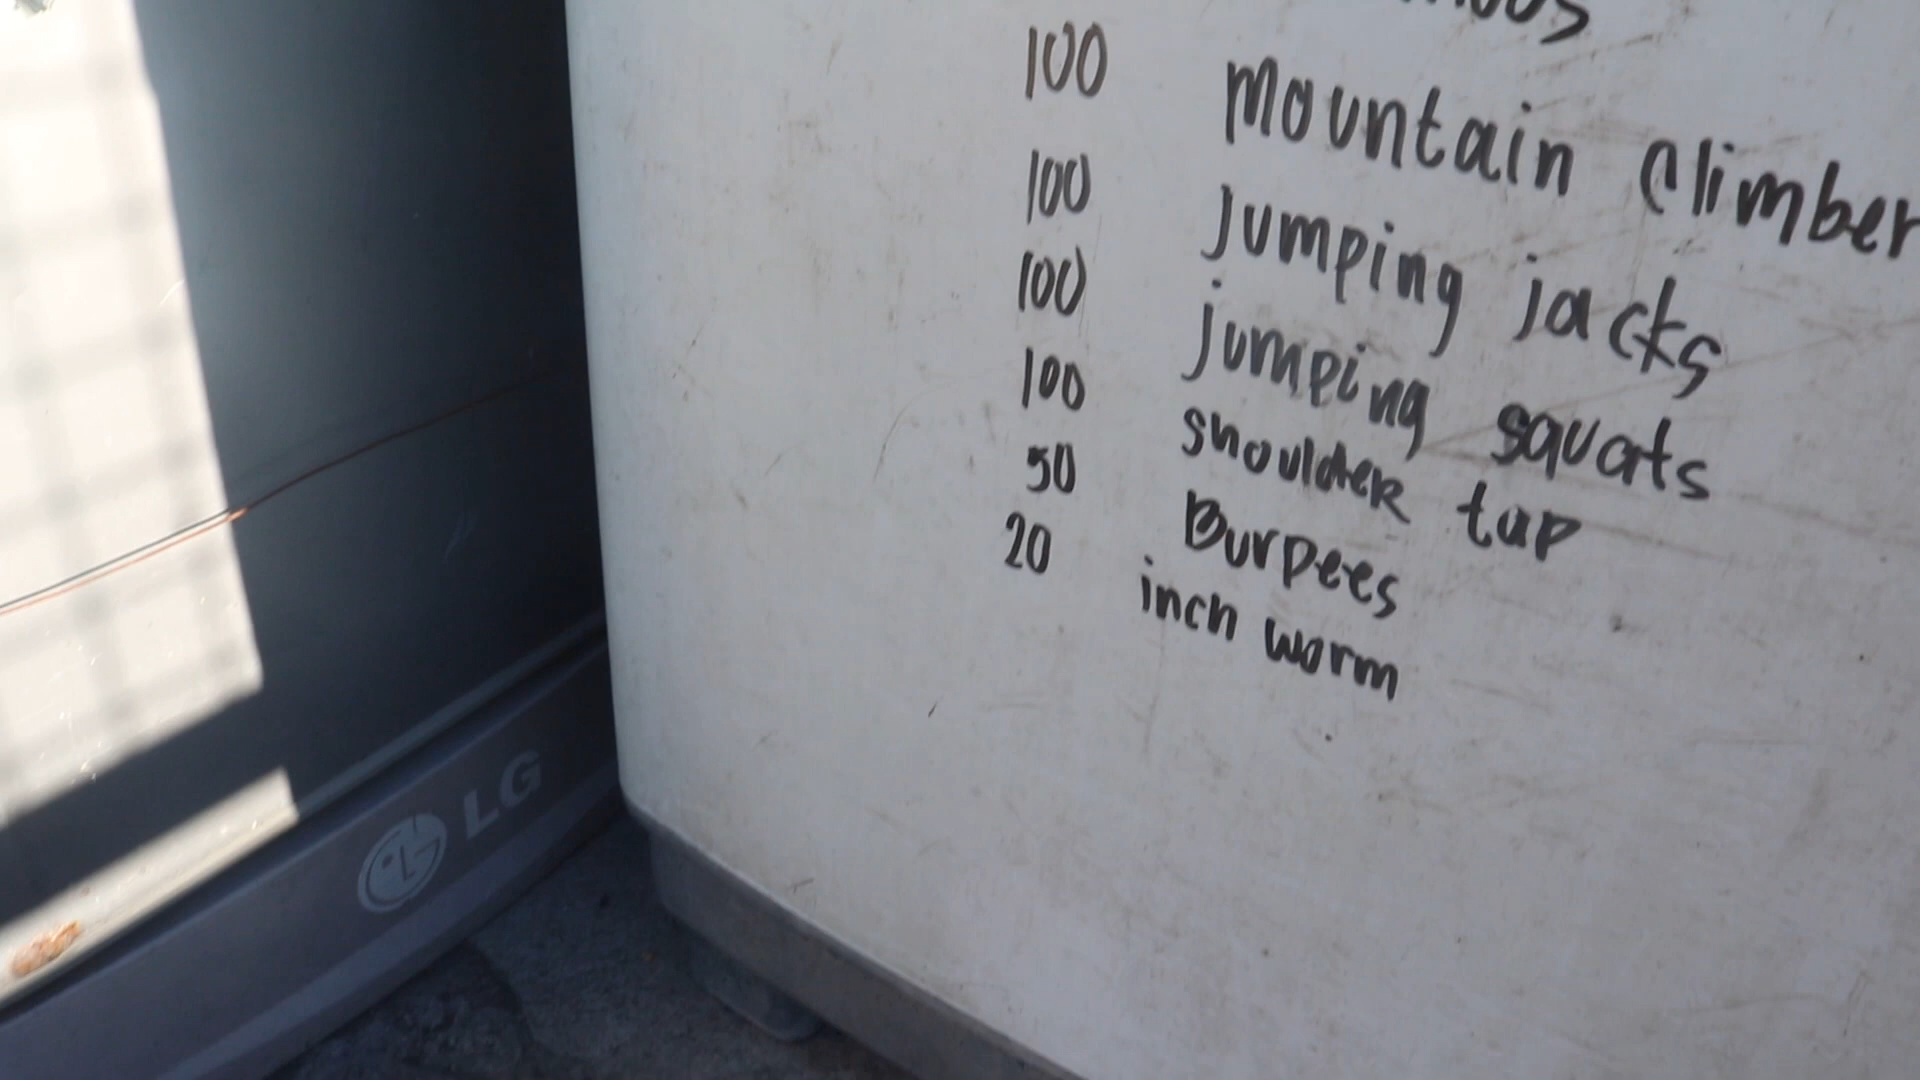 100 mountain climber
100 jumping jacks
100 jumping squats
100 shoulder tap
50 Burpees
20 inch worm
LG